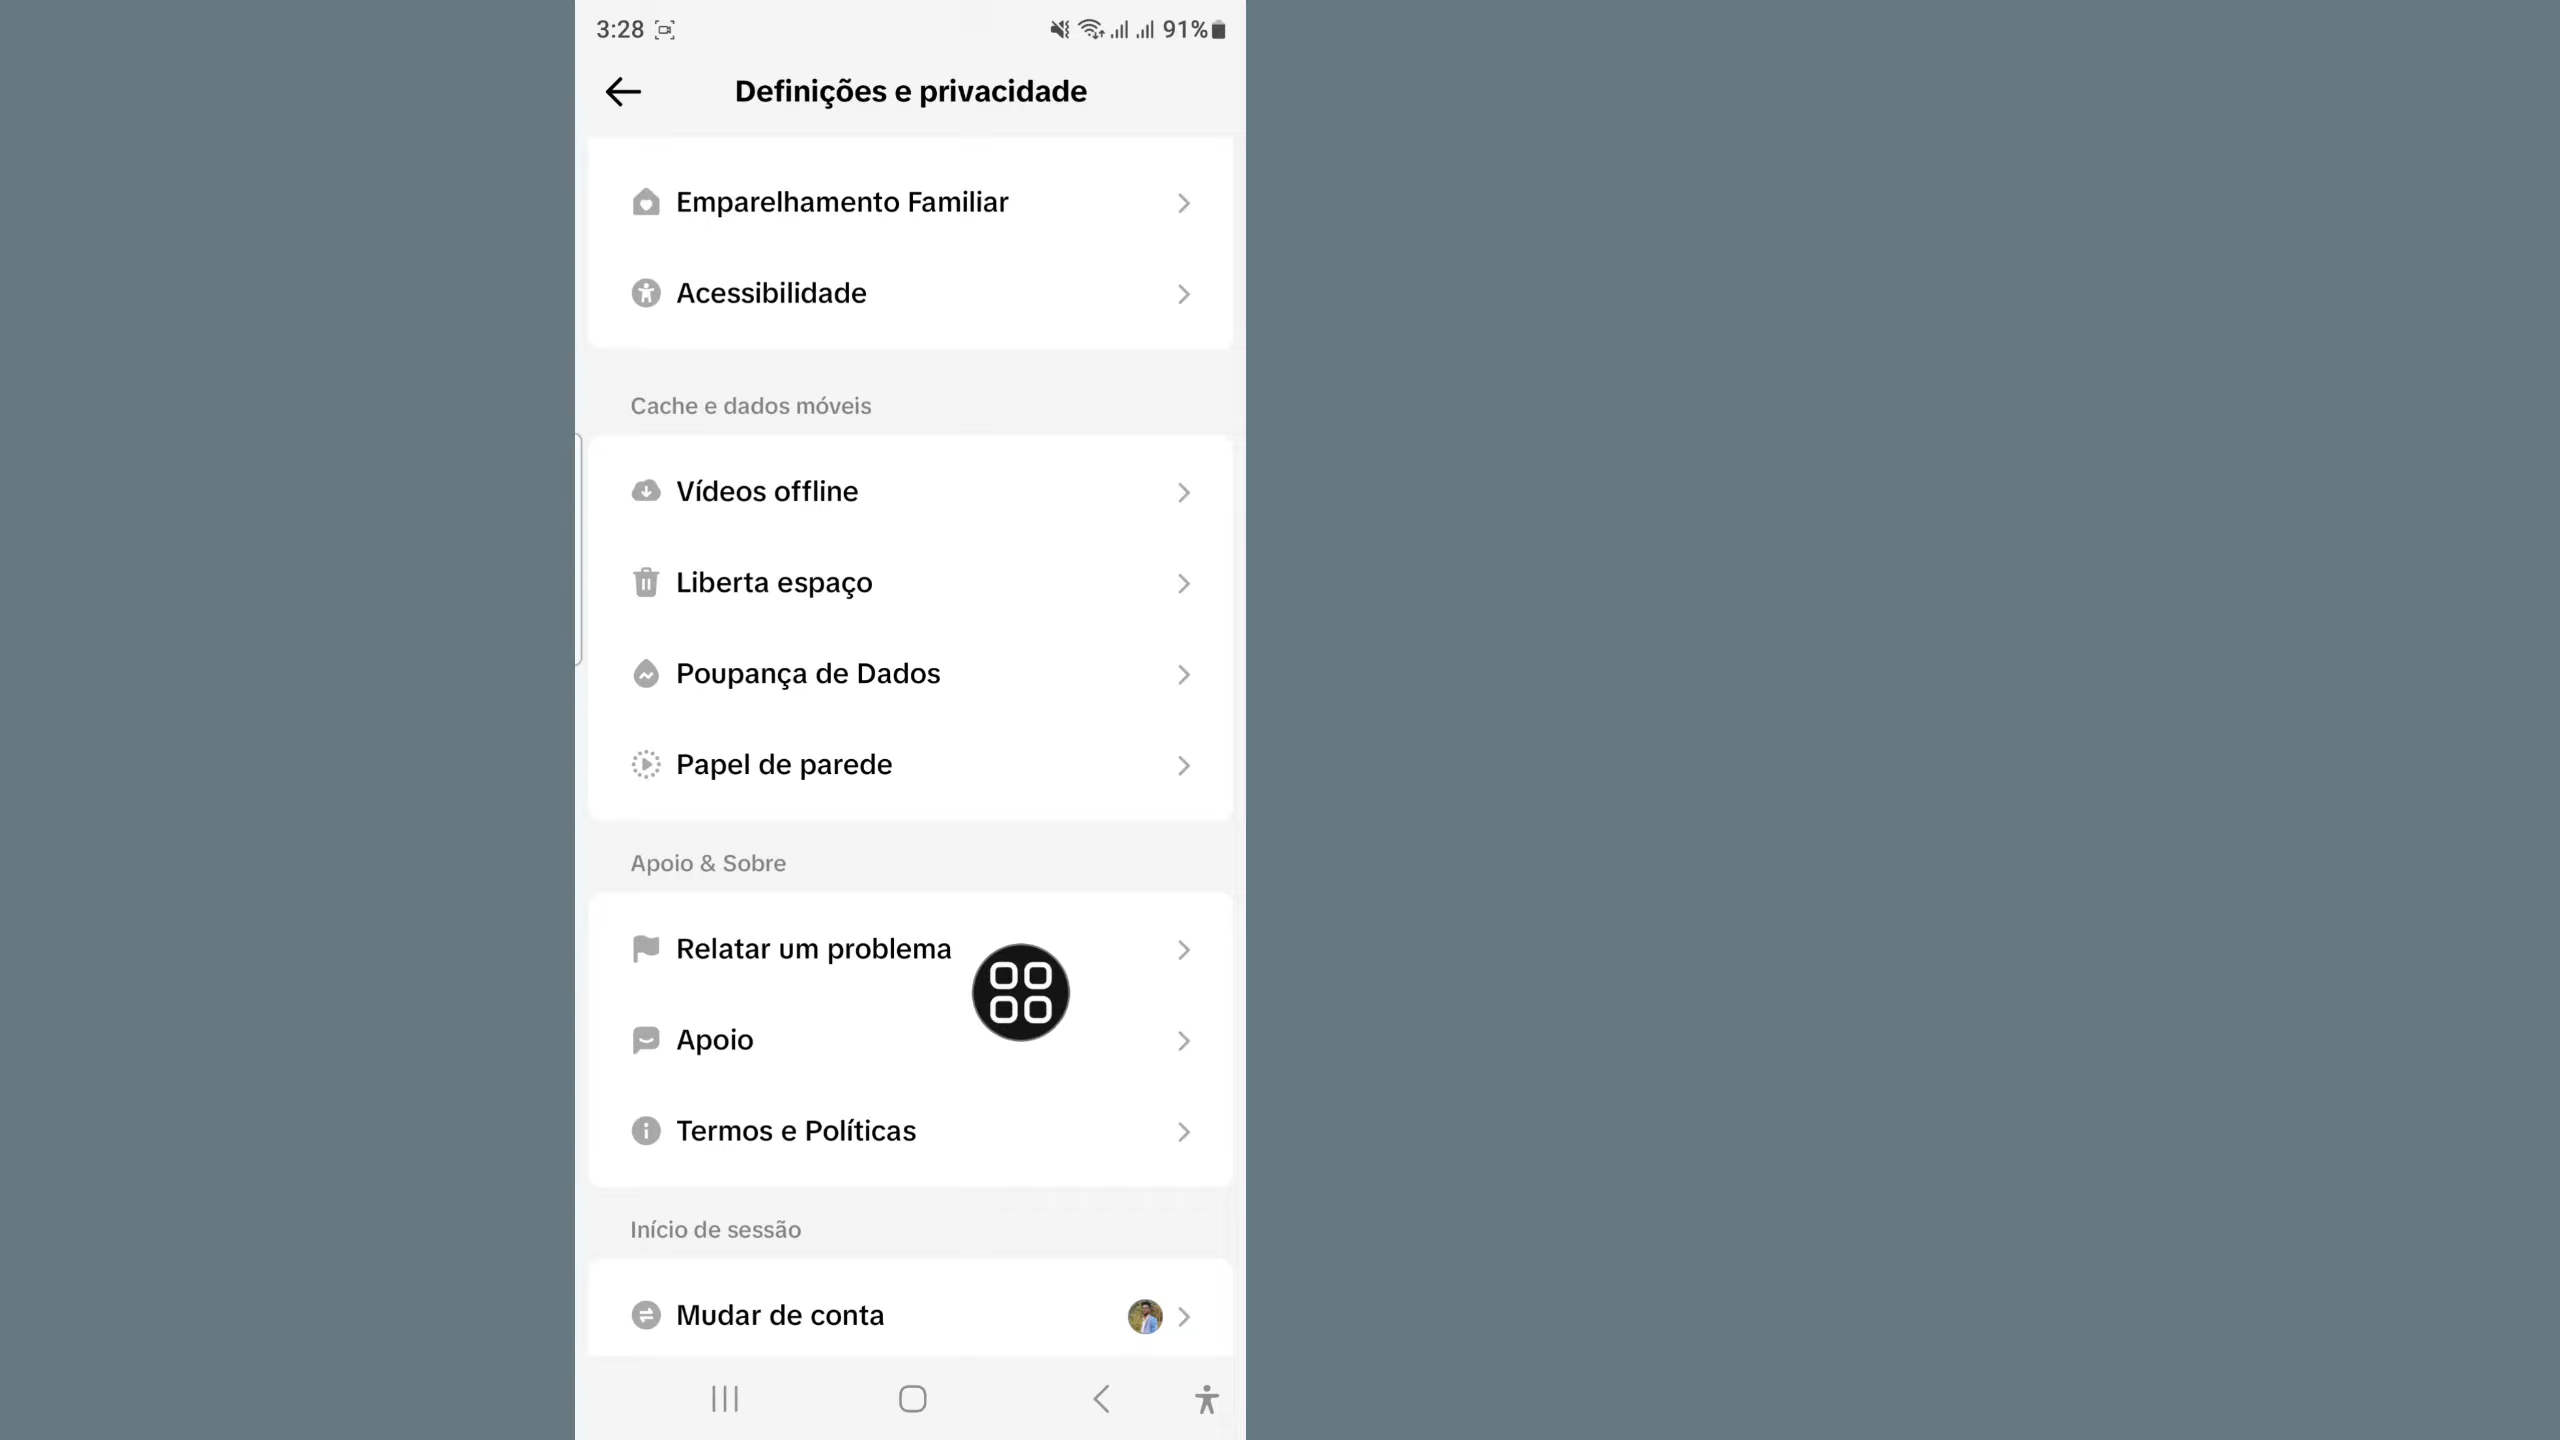 3:28
91%
Definições e privacidade
Emparelhamento Familiar
Acessibilidade
Cache e dados móveis
Vídeos offline
Liberta espaço
Poupança de Dados
Papel de parede
Apoio & Sobre
Relatar um problema
Apoio
Termos e Políticas
Início de sessão
Mudar de conta